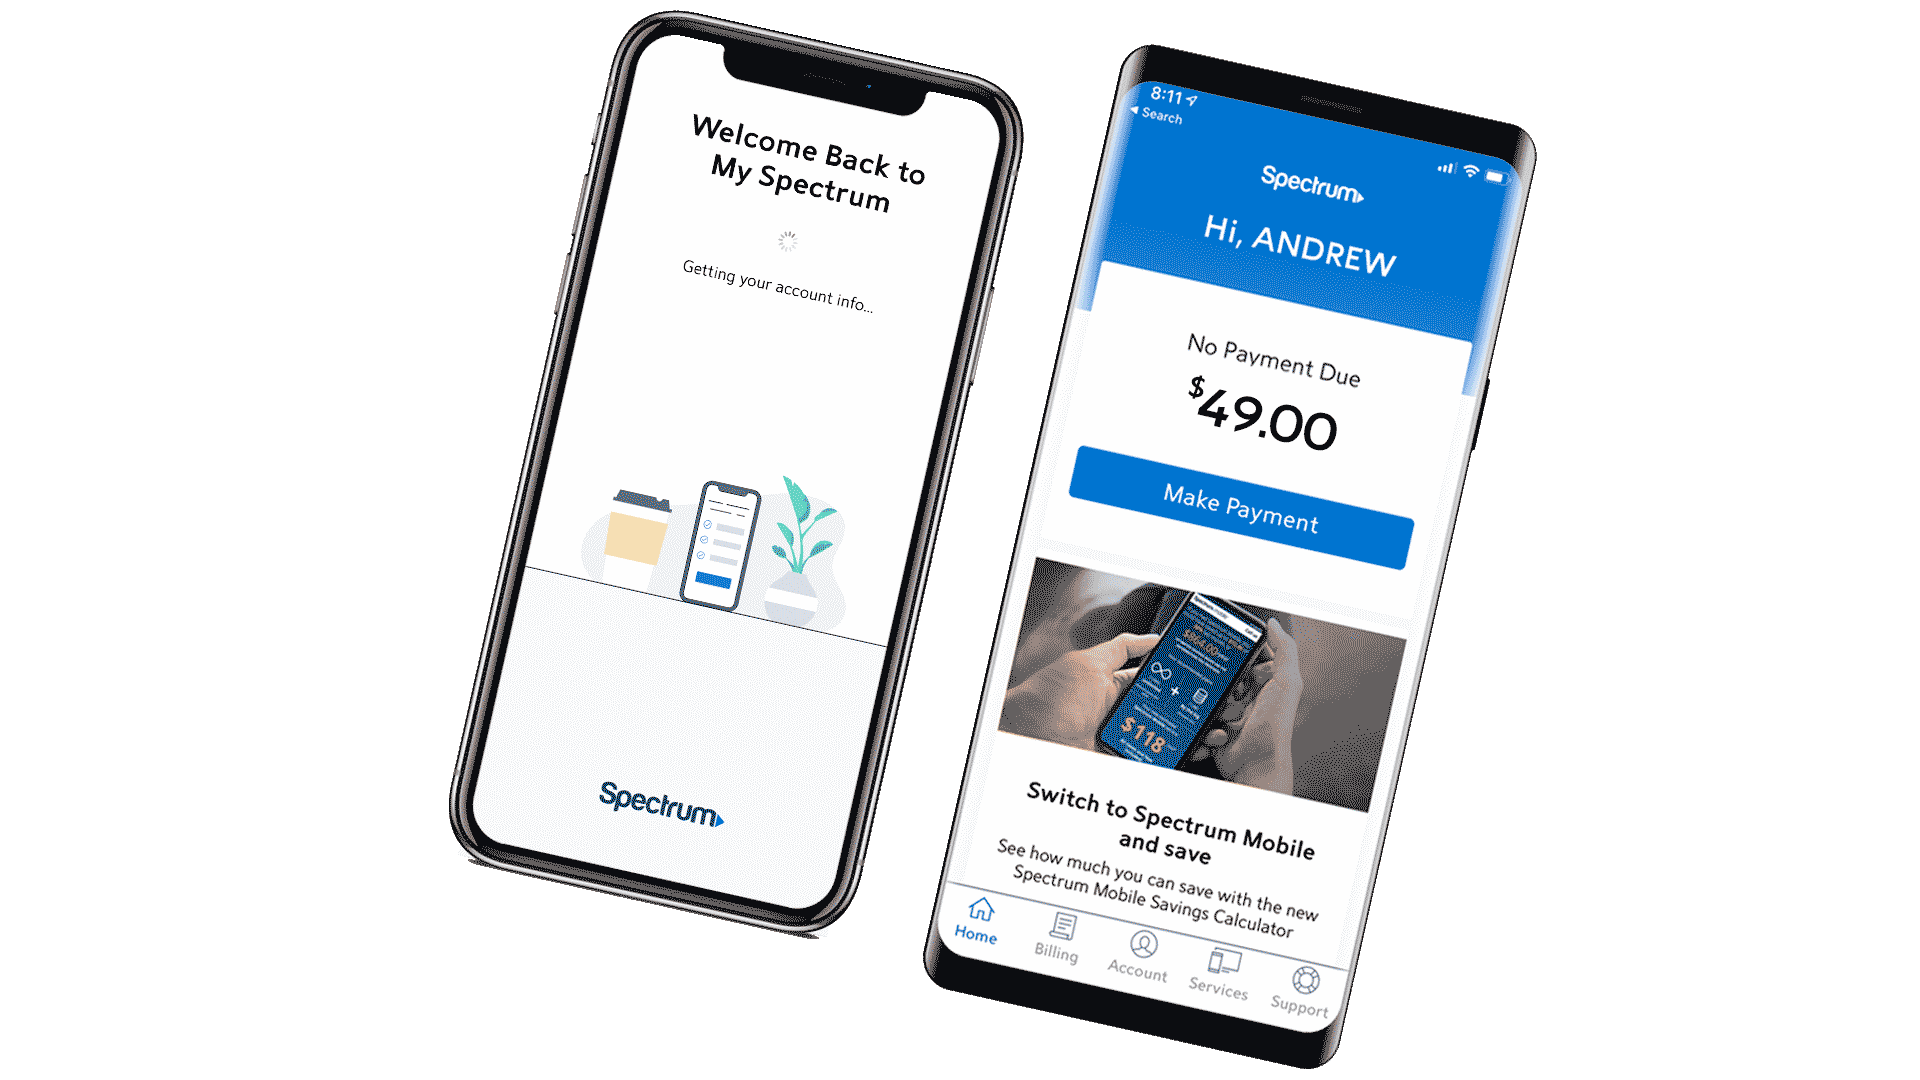 Welcome Back to
My Spectrum
Getting your account info...
Spectrum
8:11
Search
Spectrum
Hi, ANDREW
No Payment Due
$49.00
Make Payment
$118
Switch to Spectrum Mobile
and save
See how much you can save with the new
Spectrum Mobile Savings Calculator
Home
Billing
Account
Services
Support